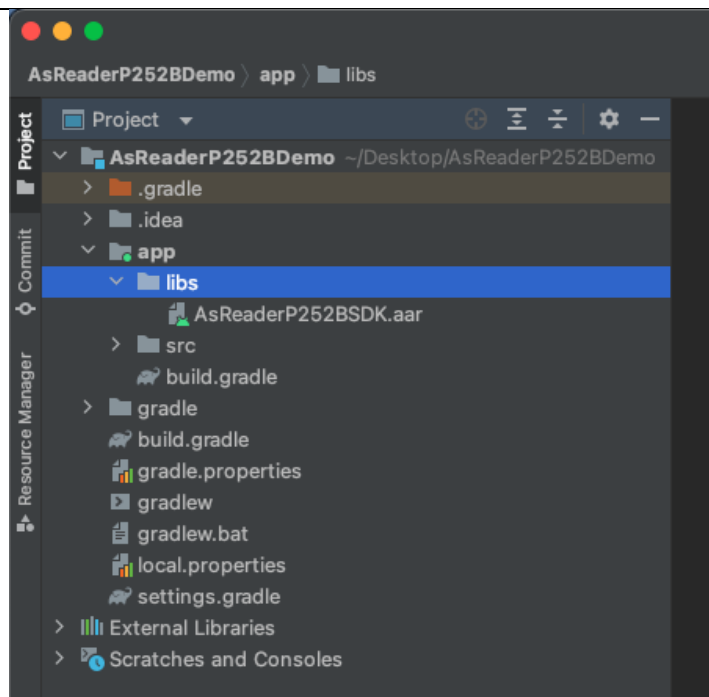 AsReaderP252BDemo 〉 app 〉 libs
Project
Project
AsReaderP252BDemo ~/Desktop/AsReaderP252BDemo
.gradle
.idea
Commit
app
libs
AsReaderP252BSDK.aar
src
build.gradle
Resource Manager
gradle
build.gradle
gradle.properties
gradlew
gradlew.bat
local.properties
settings.gradle
External Libraries
Scratches and Consoles